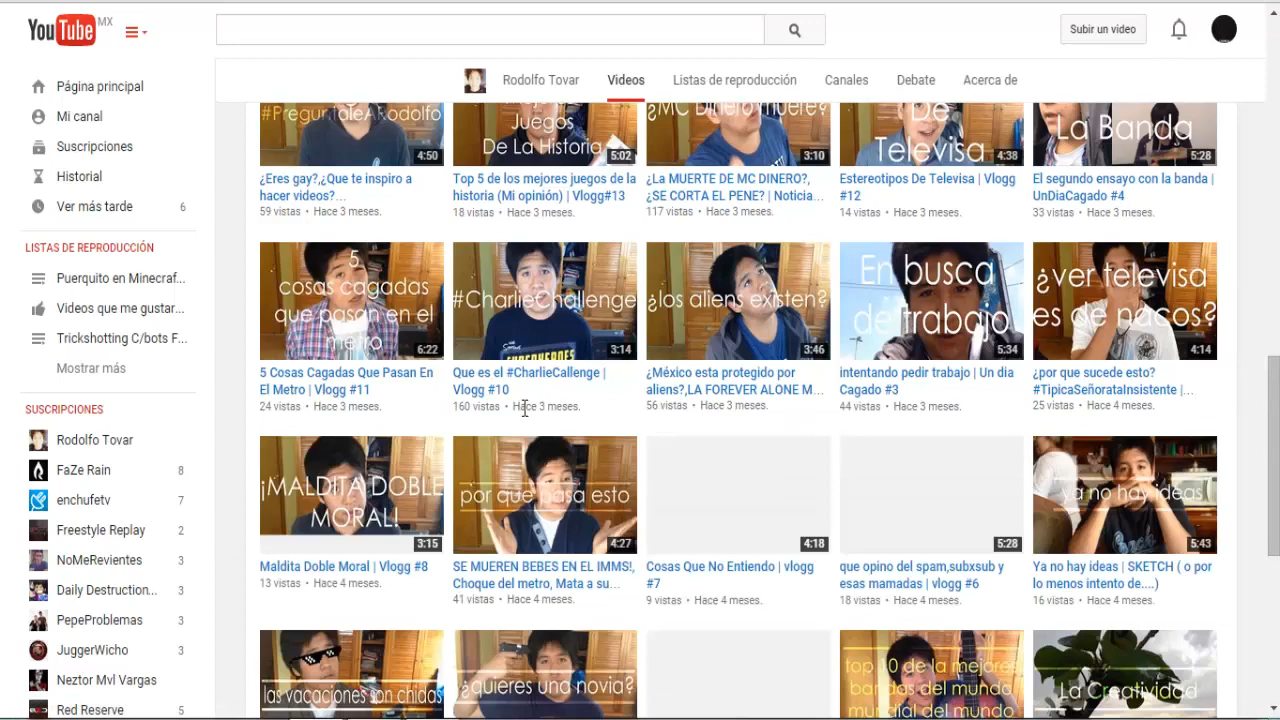 YouTube MX
Subir un video
Rodolfo Tovar
Videos
Listas de reproducción
Canales
Debate
Acerca de
Página principal
Mi canal
Suscripciones
Historial
Ver más tarde 6
LISTAS DE REPRODUCCIÓN
Puerquito en Minecraf...
Videos que me gustar...
Trickshotting C/bots F...
Mostrar más
SUSCRIPCIONES
Rodolfo Tovar
FaZe Rain 8
enchufetv 7
Freestyle Replay 2
NoMeRevientes 3
Daily Destruction... 3
PepeProblemas 3
JuggerWicho 3
Neztor Mvl Vargas
Red Reserve 5
#PreguntaleARodolfo
4:50
¿Eres gay?,¿Que te inspiro a
hacer videos?...
59 vistas • Hace 3 meses.
Juegos
De La Historia
5:02
Top 5 de los mejores juegos de la
historia (Mi opinión) | Vlogg#13
18 vistas • Hace 3 meses.
¿MC Dinero muere?
3:10
¿La MUERTE DE MC DINERO?,
¿SE CORTA EL PENE? | Noticia...
117 vistas • Hace 3 meses.
De
Televisa
4:38
Estereotipos De Televisa | Vlogg
#12
14 vistas • Hace 3 meses.
La Banda
5:28
El segundo ensayo con la banda |
UnDiaCagado #4
33 vistas • Hace 3 meses.
5
cosas cagadas
que pasan en el
metro
6:22
5 Cosas Cagadas Que Pasan En
El Metro | Vlogg #11
24 vistas • Hace 3 meses.
#CharlieChallenge
SUPERHEROES
3:14
Que es el #CharlieCallenge |
Vlogg #10
160 vistas • Hace 3 meses.
¿los aliens existen?
3:46
¿México esta protegido por
aliens?,LA FOREVER ALONE M...
56 vistas • Hace 3 meses.
En busca
de trabajo
5:34
intentando pedir trabajo | Un dia
Cagado #3
44 vistas • Hace 3 meses.
¿ver televisa
es de nacos?
4:14
¿por que sucede esto?
#TipicaSeñorataInsistente |...
25 vistas • Hace 4 meses.
¡MALDITA DOBLE
MORAL!
3:15
Maldita Doble Moral | Vlogg #8
13 vistas • Hace 4 meses.
por que pasa esto
4:27
SE MUEREN BEBES EN EL IMMS!,
Choque del metro, Mata a su...
41 vistas • Hace 4 meses.
4:18
Cosas Que No Entiendo | vlogg
#7
9 vistas • Hace 4 meses.
5:28
que opino del spam,subxsub y
esas mamadas | vlogg #6
18 vistas • Hace 4 meses.
ya no hay ideas
5:43
Ya no hay ideas | SKETCH ( o por
lo menos intento de....)
16 vistas • Hace 4 meses.
las vacaciones son chidas
¿quieres una novia?
top 10 de la mejores
bandas del mundo
mundial del mundo
La Creatividad